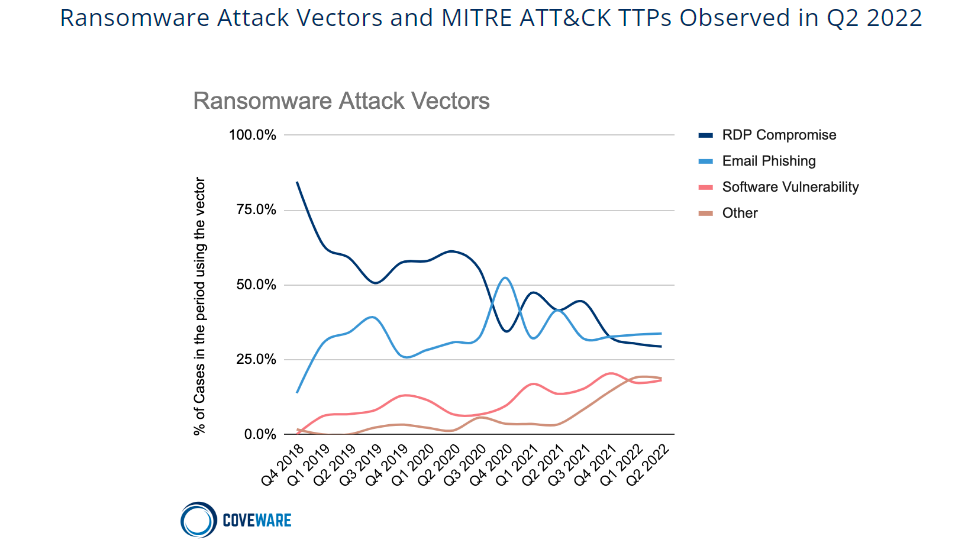 Ransomware Attack Vectors and MITRE ATT&CK TTPs Observed in Q2 2022
Ransomware Attack Vectors
% of Cases in the period using the vector
100.0%
75.0%
50.0%
25.0%
0.0%
Q4 2018
Q1 2019
Q2 2019
Q3 2019
Q4 2019
Q1 2020
Q2 2020
Q3 2020
Q4 2020
Q1 2021
Q2 2021
Q3 2021
Q4 2021
Q1 2022
Q2 2022
RDP Compromise
Email Phishing
Software Vulnerability
Other
COVEWARE